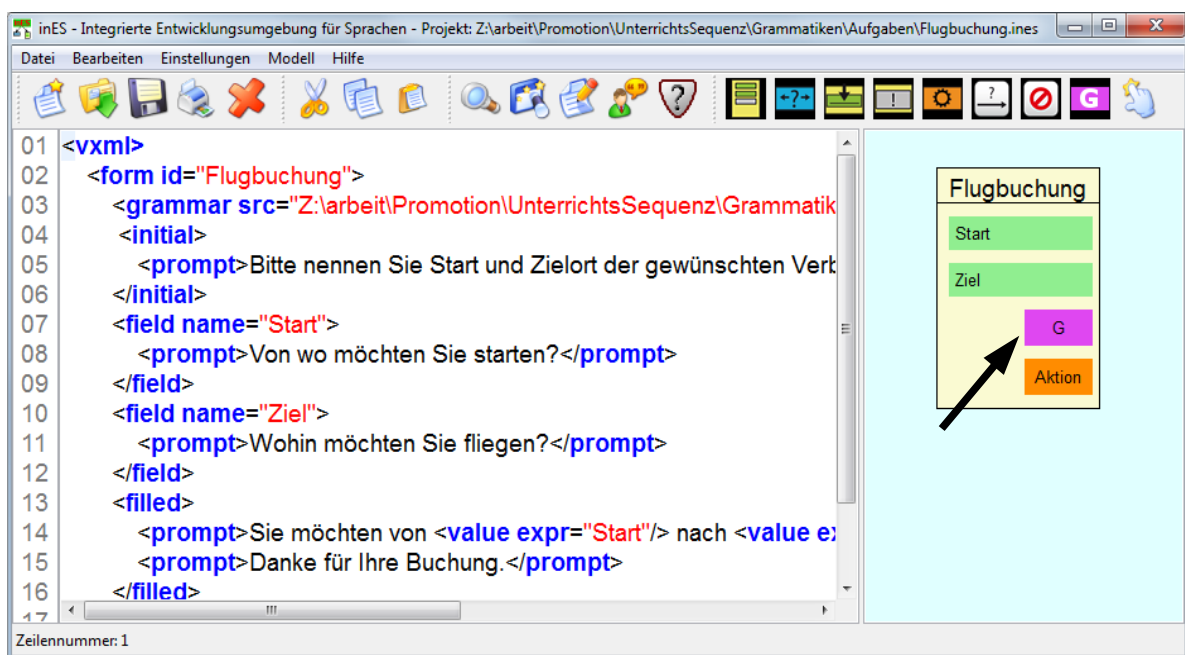 inES - Integrierte Entwicklungsumgebung für Sprachen - Projekt: Z:\arbeit\Promotion\UnterrichtsSequenz\Grammatiken\Aufgaben\Flugbuchung.ines
Datei Bearbeiten Einstellungen Modell Hilfe
?
+?+
!
?
G
01 <vxml>
02 <form id="Flugbuchung">
03 <grammar src="Z:\arbeit\Promotion\UnterrichtsSequenz\Grammatik
04 <initial>
05 <prompt>Bitte nennen Sie Start und Zielort der gewünschten Verb
06 </initial>
07 <field name="Start">
08 <prompt>Von wo möchten Sie starten?</prompt>
09 </field>
10 <field name="Ziel">
11 <prompt>Wohin möchten Sie fliegen?</prompt>
12 </field>
13 <filled>
14 <prompt>Sie möchten von <value expr="Start"/> nach <value ex
15 <prompt>Danke für Ihre Buchung.</prompt>
16 </filled>
17
Flugbuchung
Start
Ziel
G
Aktion
Zeilennummer: 1